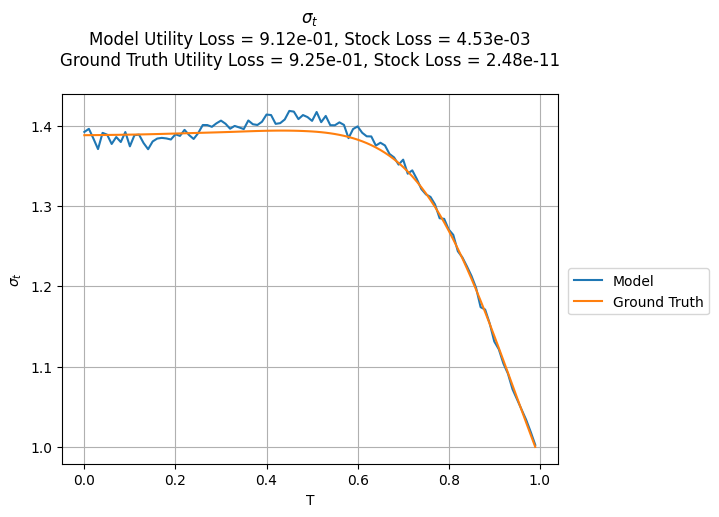 σₜ
Model Utility Loss = 9.12e-01, Stock Loss = 4.53e-03
Ground Truth Utility Loss = 9.25e-01, Stock Loss = 2.48e-11
1.4
1.3
1.2
1.1
1.0
σₜ
0.0 0.2 0.4 0.6 0.8 1.0
T
Model
Ground Truth